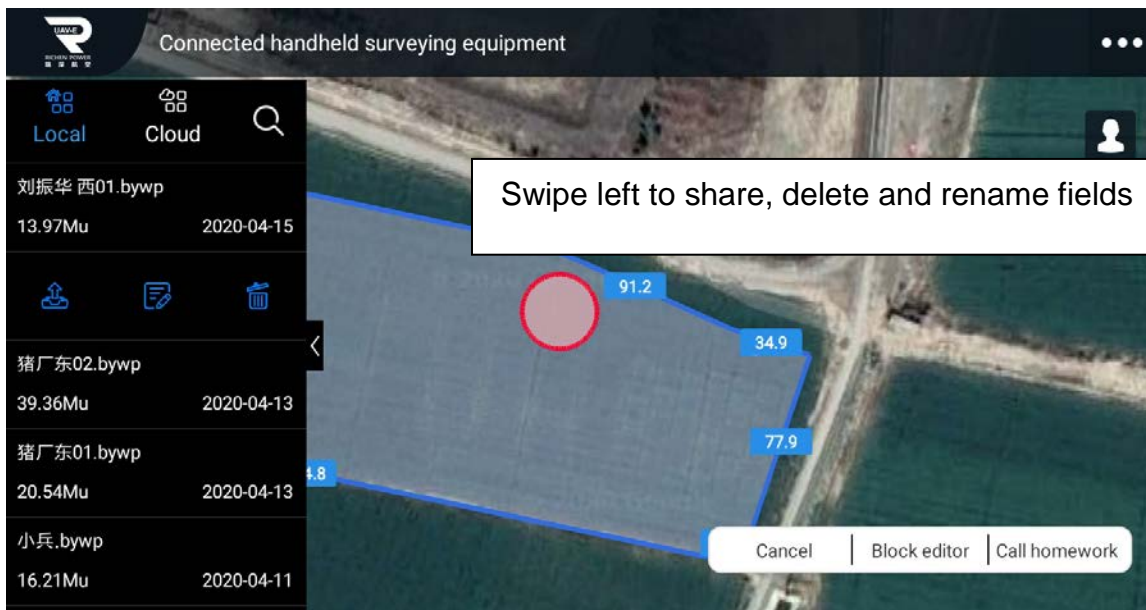 UAV-E
RICHEN POWER
Connected handheld surveying equipment
Local
Cloud
刘振华 西01.bywp
13.97Mu 2020-04-15
猪厂东02.bywp
39.36Mu 2020-04-13
猪厂东01.bywp
20.54Mu 2020-04-13
小兵.bywp
16.21Mu 2020-04-11
Swipe left to share, delete and rename fields
91.2
34.9
77.9
4.8
Cancel
Block editor
Call homework